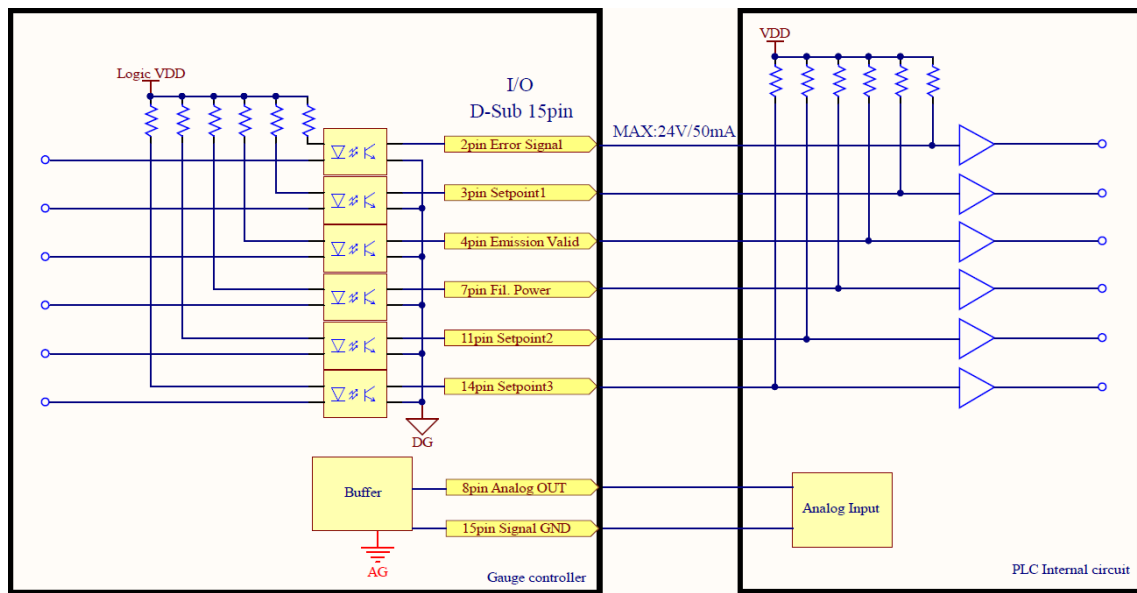 VDD
Logic VDD
I/O
D-Sub 15pin
MAX:24V/50mA
2pin Error Signal
3pin Setpoint1
4pin Emission Valid
7pin Fil. Power
11pin Setpoint2
14pin Setpoint3
DG
Buffer
8pin Analog OUT
15pin Signal GND
AG
Gauge controller
Analog Input
PLC Internal circuit